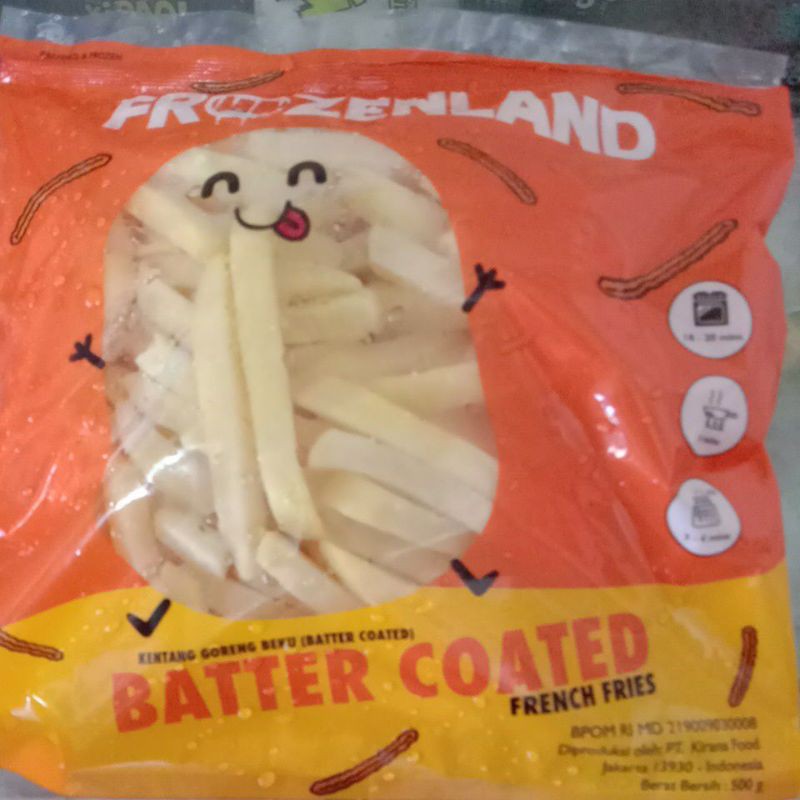 FROZENLAND
KENTANG GORENG BEKU (BATTER COATED)
BATTER COATED
FRENCH FRIES
BPOM RI MD 219009030008
Diproduksi oleh: PT. Kirana Food
Jakarta 13930 - Indonesia
Berat Bersih : 500 g